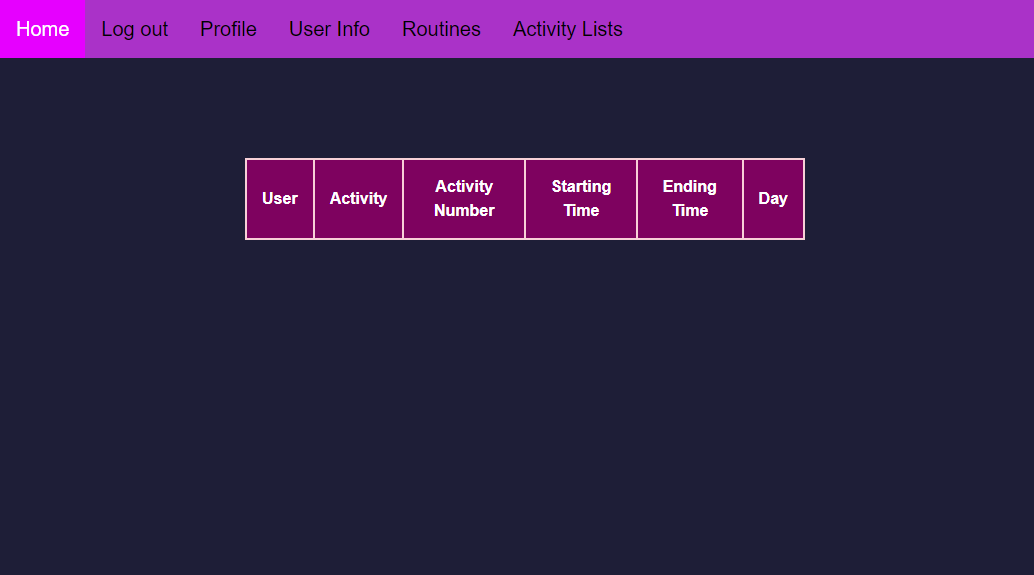 Home Log out Profile User Info Routines Activity Lists
User Activity Activity Number Starting Time Ending Time Day